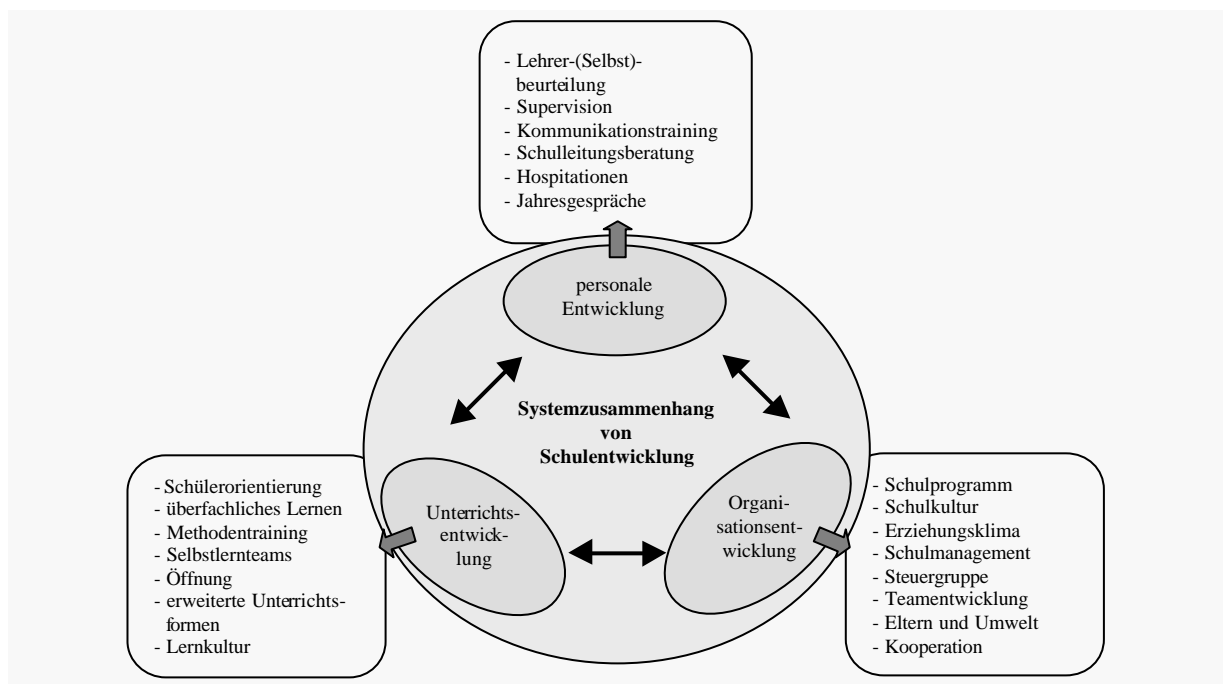 - Lehrer-(Selbst)-
beurteilung
- Supervision
- Kommunikationstraining
- Schulleitungsberatung
- Hospitationen
- Jahresgespräche
personale
Entwicklung
Systemzusammenhang
von
Schulentwicklung
- Schülerorientierung
- überfachliches Lernen
- Methodentraining
- Selbstlernteams
- Öffnung
- erweiterte Unterrichts-
formen
- Lernkultur
Unterrichts-
entwick-
lung
Organi-
sationsent-
wicklung
- Schulprogramm
- Schulkultur
- Erziehungsklima
- Schulmanagement
- Steuergruppe
- Teamentwicklung
- Eltern und Umwelt
- Kooperation